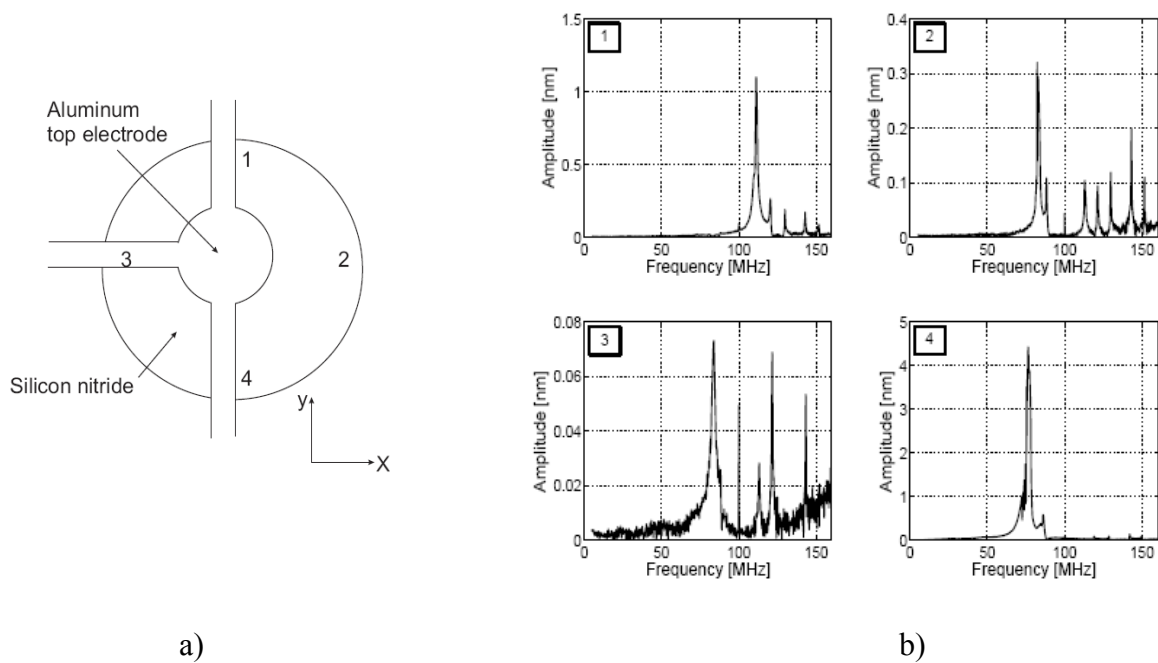 Aluminum
top electrode
1
2
3
4
Silicon nitride
y
X
a)
1
1.5
1
0.5
0
Amplitude [nm]
0 50 100 150
Frequency [MHz]
2
0.4
0.3
0.2
0.1
0
Amplitude [nm]
0 50 100 150
Frequency [MHz]
3
0.08
0.06
0.04
0.02
0
Amplitude [nm]
0 50 100 150
Frequency [MHz]
4
5
4
3
2
1
0
Amplitude [nm]
0 50 100 150
Frequency [MHz]
b)